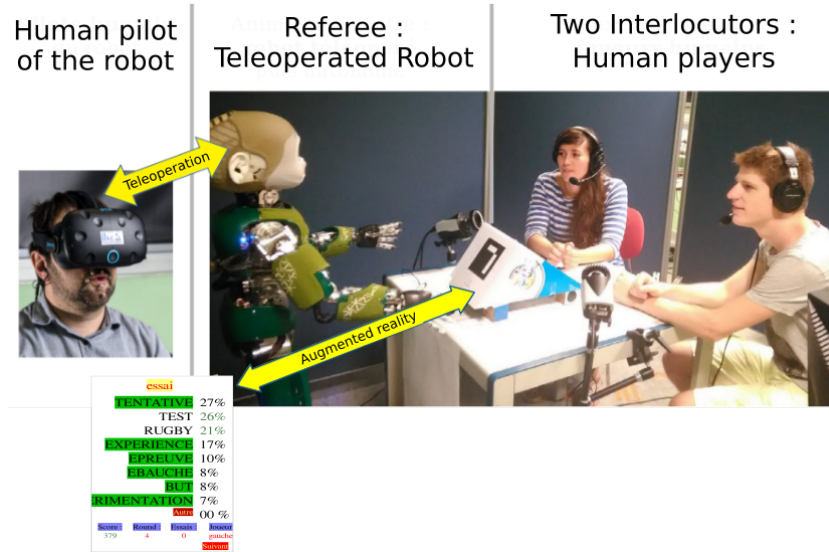 Human pilot
of the robot
Referee :
Teleoperated Robot
Two Interlocutors :
Human players
Teleoperation
Augmented reality
essai
TENTATIVE 27%
TEST 26%
RUGBY 21%
EXPERIENCE 17%
EPREUVE 10%
EBAUCHE 8%
BUT 8%
ERIMENTATION 7%
Autre 00 %
Score : Round : Essais : Joueur
379 4 0 gauche
Suivant